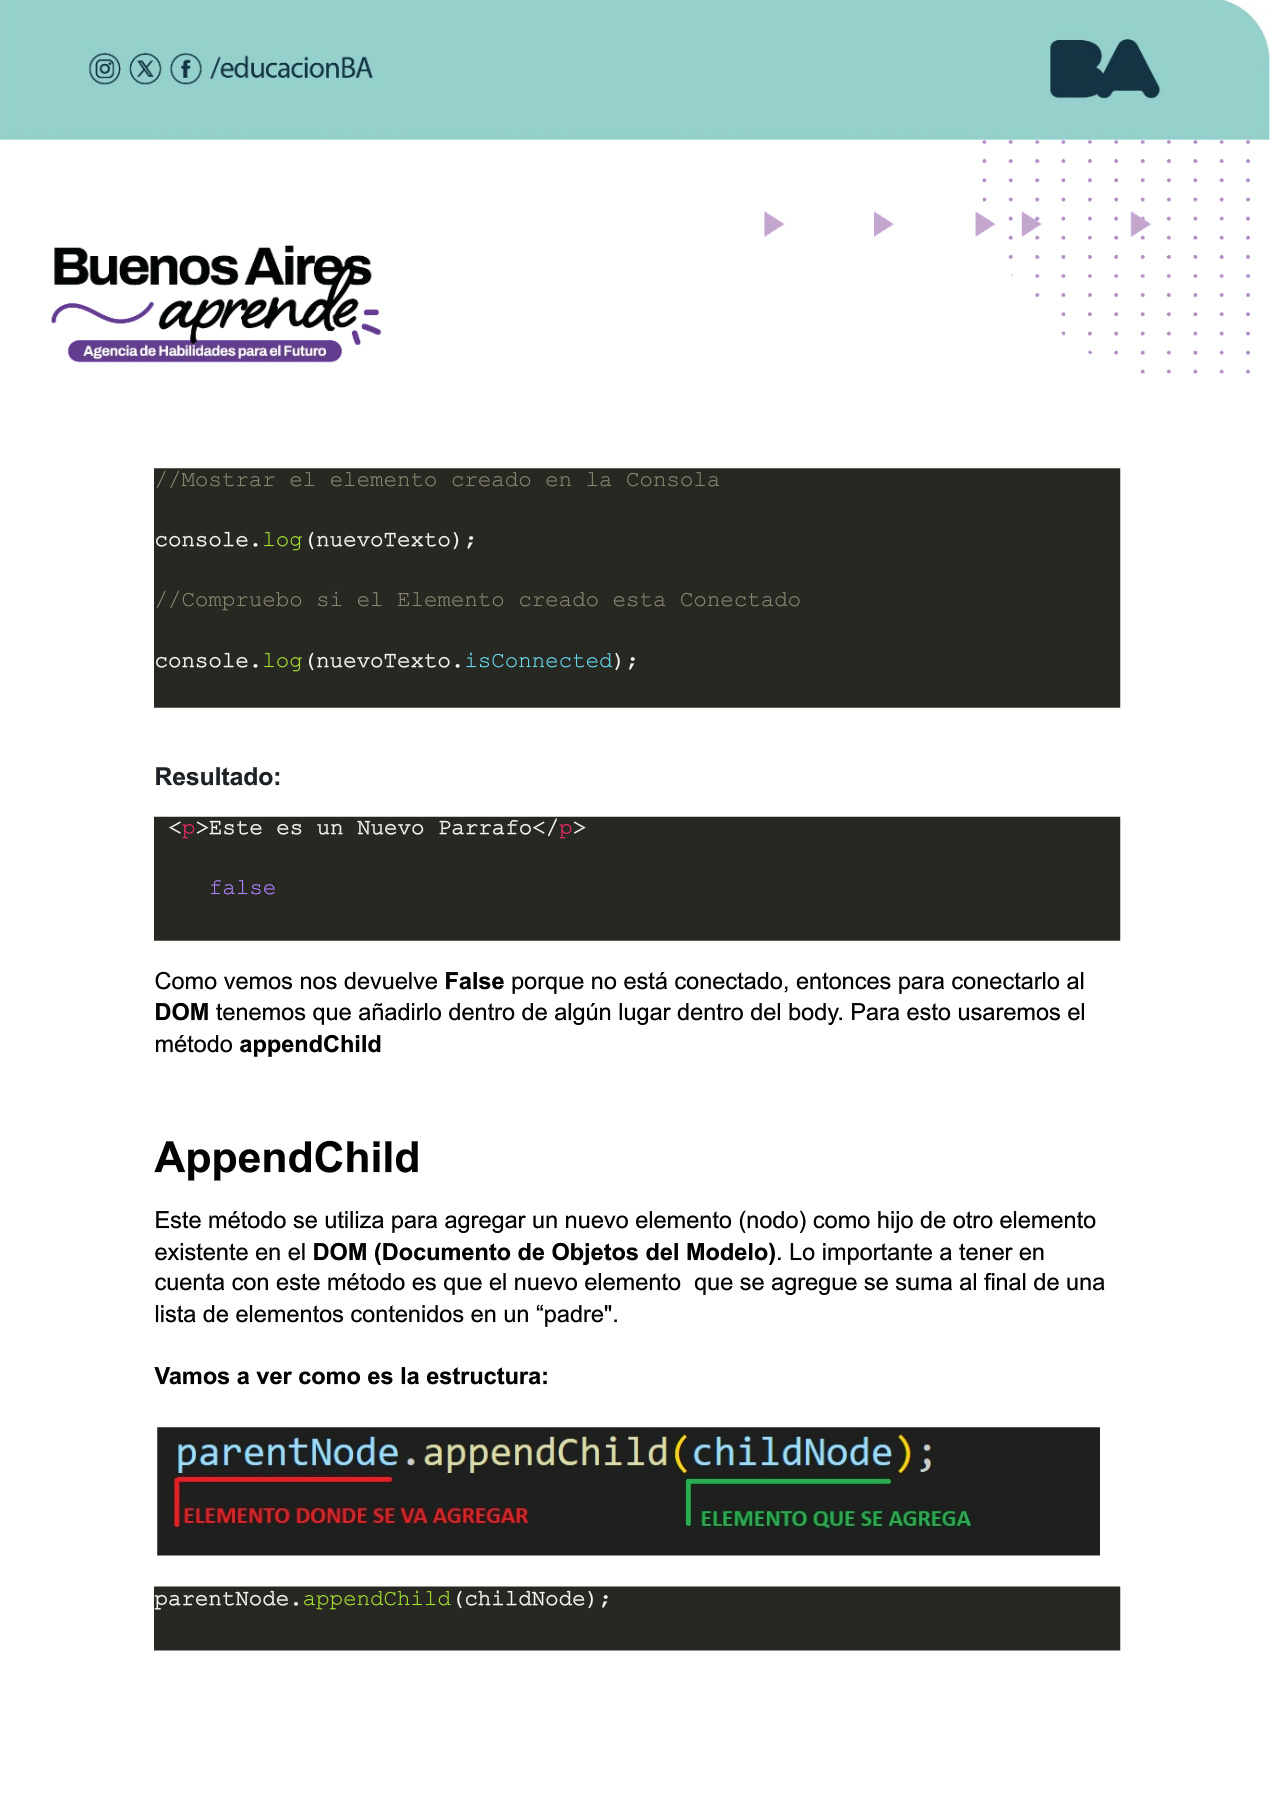 /educacionBA
BA
Buenos Aires
aprende
Agencia de Habilidades para el Futuro
//Mostrar el elemento creado en la Consola
console.log(nuevoTexto);
//Compruebo si el Elemento creado esta Conectado
console.log(nuevoTexto.isConnected);
Resultado:
<p>Este es un Nuevo Parrafo</p>
false
Como vemos nos devuelve False porque no está conectado, entonces para conectarlo al
DOM tenemos que añadirlo dentro de algún lugar dentro del body. Para esto usaremos el
método appendChild
AppendChild
Este método se utiliza para agregar un nuevo elemento (nodo) como hijo de otro elemento
existente en el DOM (Documento de Objetos del Modelo). Lo importante a tener en
cuenta con este método es que el nuevo elemento  que se agregue se suma al final de una
lista de elementos contenidos en un “padre".
Vamos a ver como es la estructura:
parentNode.appendChild(childNode);
ELEMENTO DONDE SE VA AGREGAR
ELEMENTO QUE SE AGREGA
parentNode.appendChild(childNode);